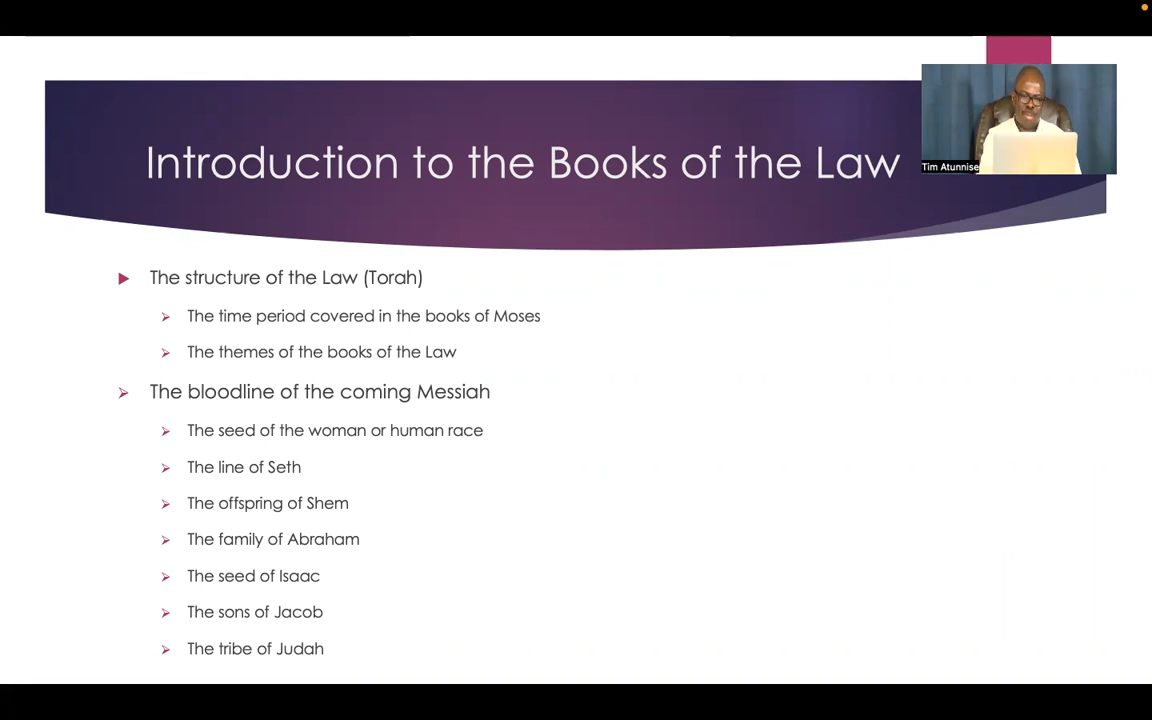 Introduction to the Books of the Law
Tim Atunnise
The structure of the Law (Torah)
The time period covered in the books of Moses
The themes of the books of the Law
The bloodline of the coming Messiah
The seed of the woman or human race
The line of Seth
The offspring of Shem
The family of Abraham
The seed of Isaac
The sons of Jacob
The tribe of Judah